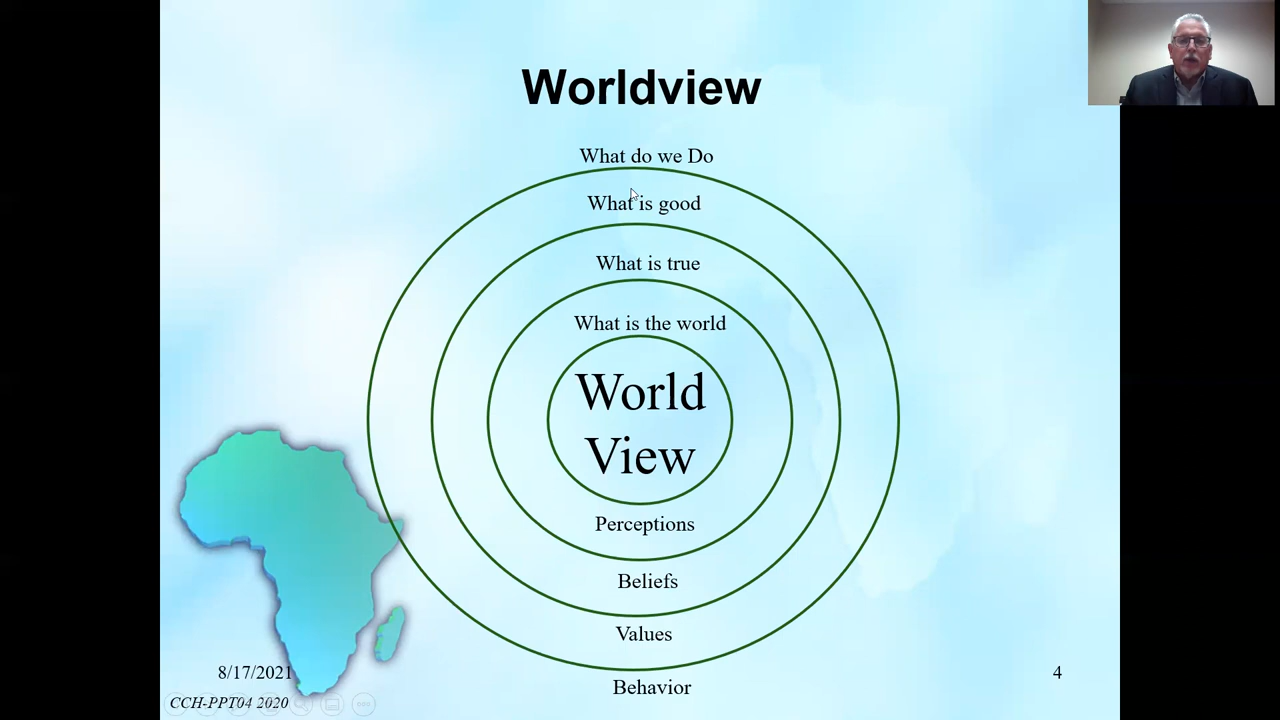 Worldview
What do we Do
What is good
What is true
What is the world
World
View
Perceptions
Beliefs
Values
Behavior
8/17/2021
4
CCH-PPT04 2020